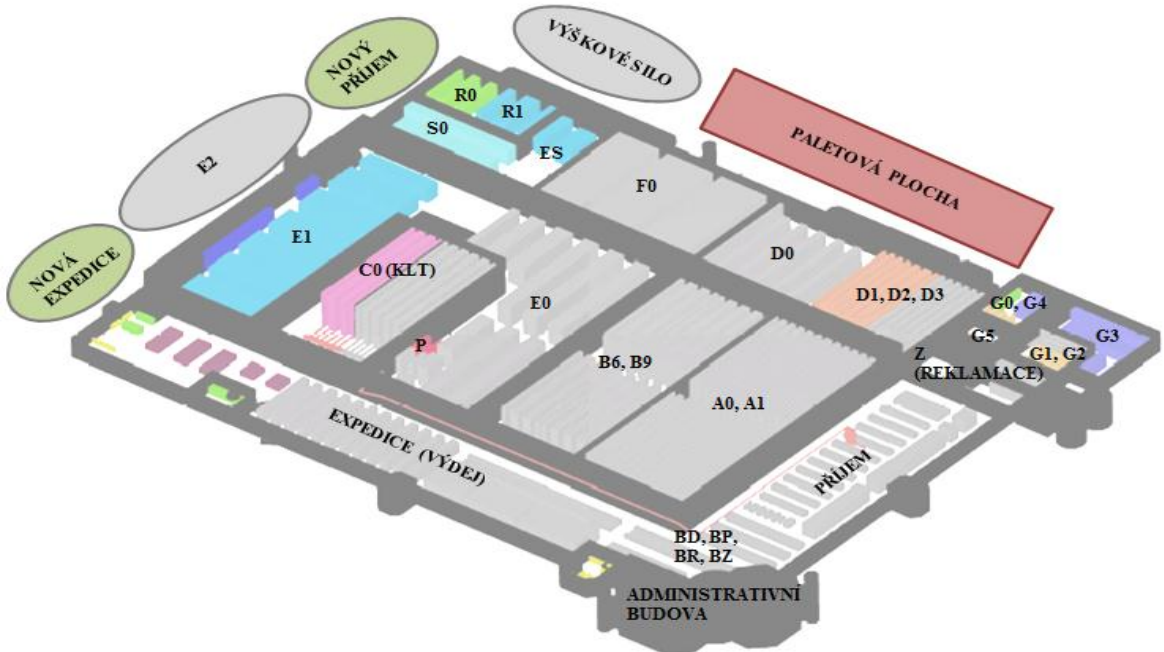 NOVÝ
PŘÍJEM
VÝŠKOVÉ SILO
R0
R1
S0
ES
E2
PALETOVÁ PLOCHA
F0
NOVÁ
EXPEDICE
E1
D0
C0 (KLT)
D1, D2, D3
E0
G0, G4
G5
G3
P
G1, G2
B6, B9
Z
(REKLAMACE)
A0, A1
EXPEDICE (VÝDEJ)
PŘÍJEM
BD, BP,
BR, BZ
ADMINISTRATIVNÍ
BUDOVA